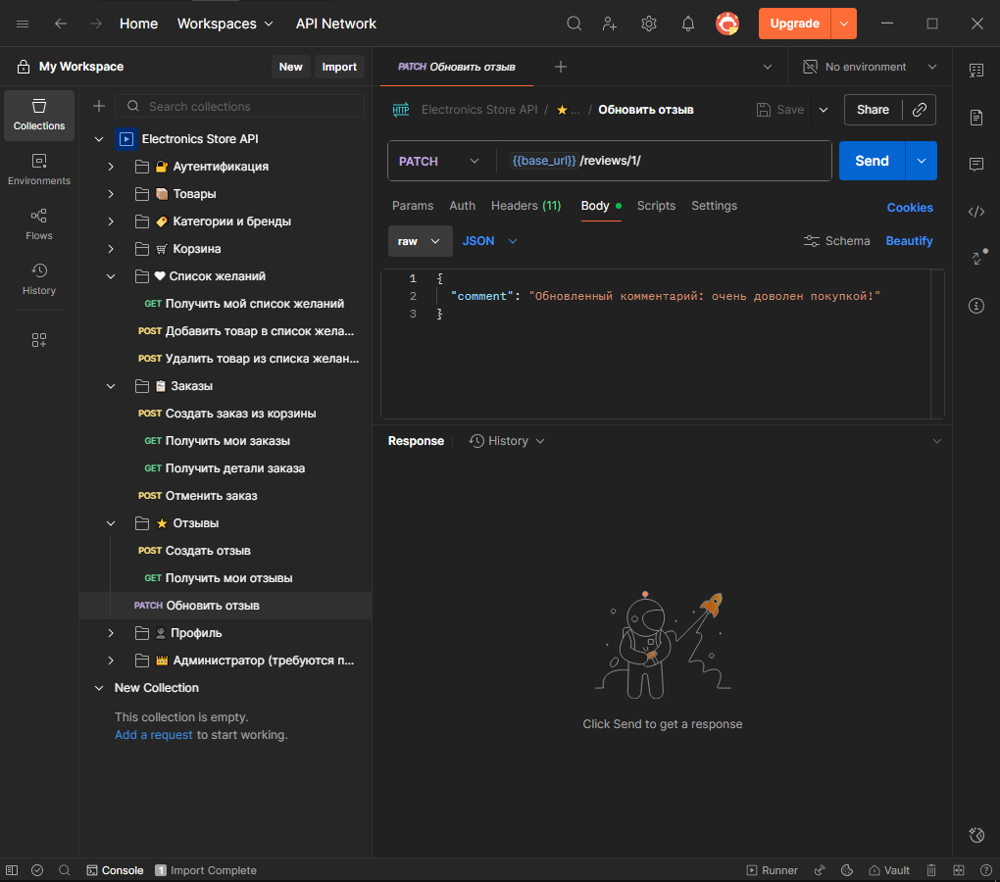 Home Workspaces API Network Upgrade
My Workspace New Import
PATCH Обновить отзыв No environment
Collections
Environments
Flows
History
Search collections
Electronics Store API
Аутентификация
Товары
Категории и бренды
Корзина
Список желаний
GET Получить мой список желаний
POST Добавить товар в список жела...
POST Удалить товар из списка желан...
Заказы
POST Создать заказ из корзины
GET Получить мои заказы
GET Получить детали заказа
POST Отменить заказ
Отзывы
POST Создать отзыв
GET Получить мои отзывы
PATCH Обновить отзыв
Профиль
Администратор (требуются п...
New Collection
This collection is empty.
Add a request to start working.
HTTP Electronics Store API / ... / Обновить отзыв Save Share
PATCH {{base_url}} /reviews/1/ Send
Params Auth Headers (11) Body Scripts Settings Cookies
raw JSON Schema Beautify
1 {
2 "comment": "Обновленный комментарий: очень доволен покупкой!"
3 }
Response History
Click Send to get a response
Console 1 Import Complete Runner Vault